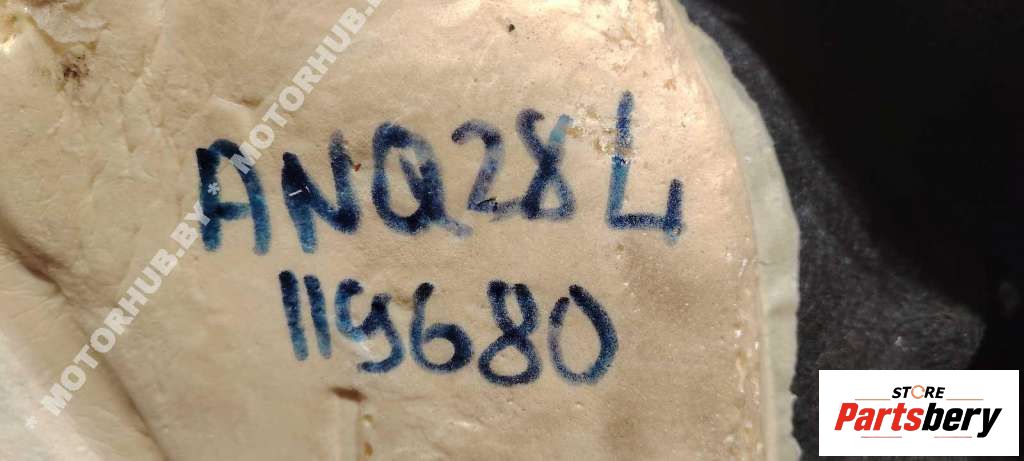 MOTORHUB.BY * MOTORHUB.BY
ANQ28L
119680
STORE
Partsbery